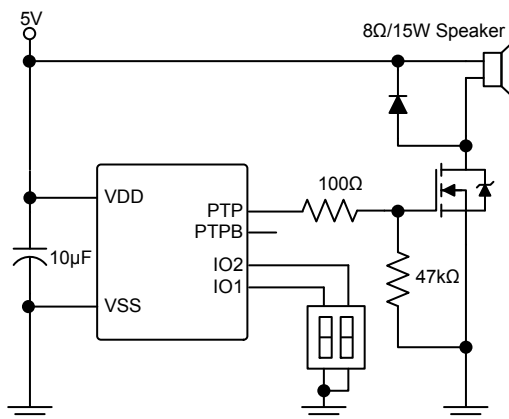 5V
8Ω/15W Speaker
VDD
100Ω
PTP
PTPB
10µF
IO2
47kΩ
IO1
VSS